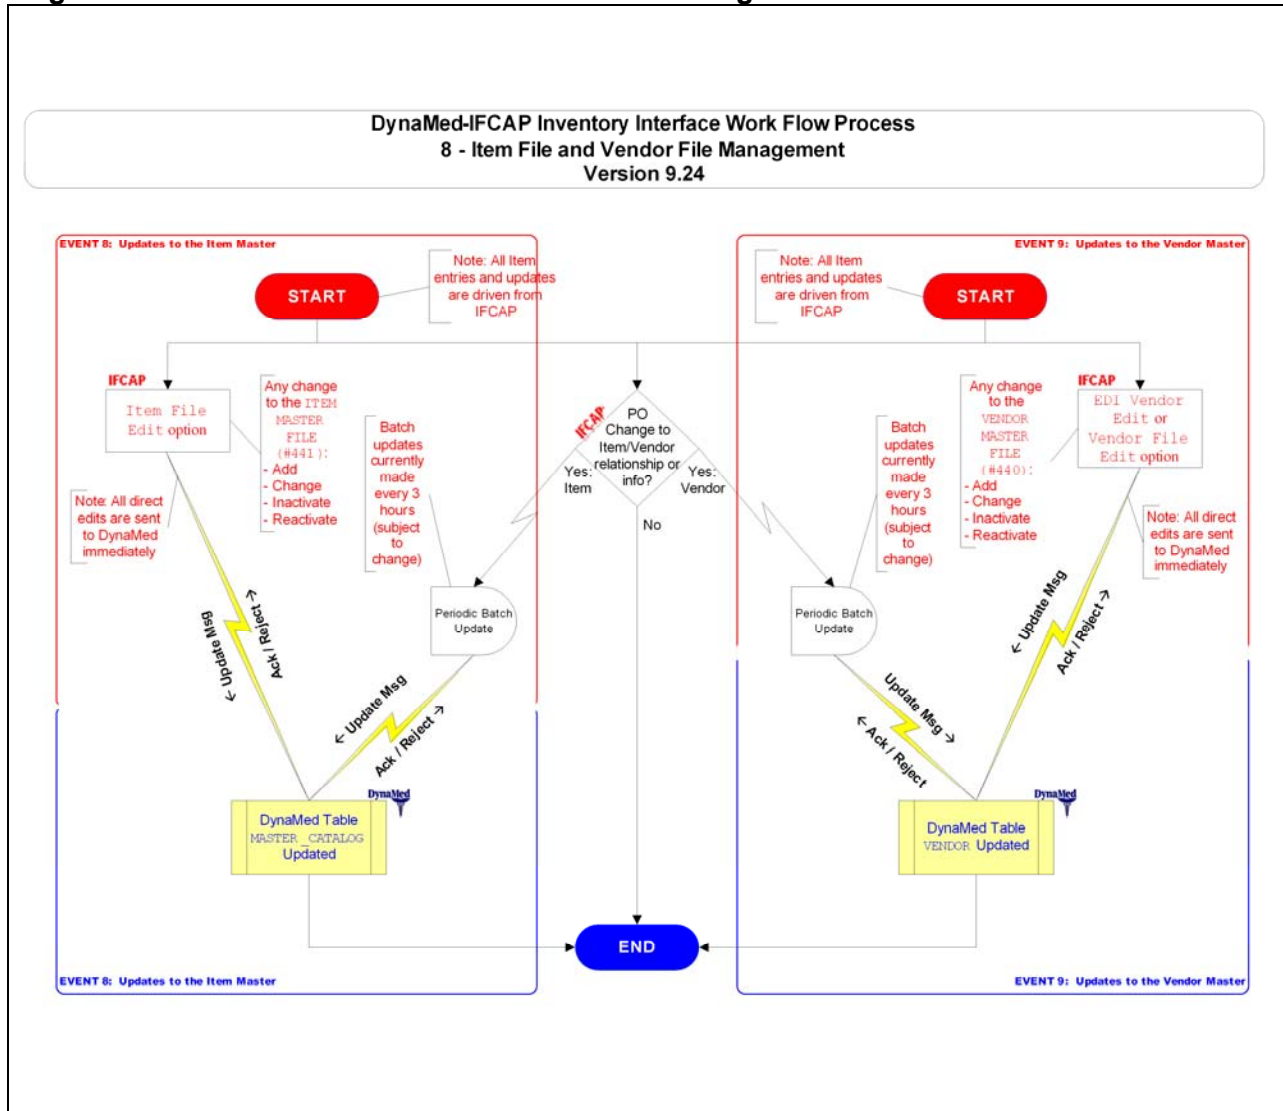 DynaMed-IFCAP Inventory Interface Work Flow Process
8 - Item File and Vendor File Management
Version 9.24
EVENT 8: Updates to the Item Master
Note: All Item
entries and updates
are driven from
IFCAP
START
IFCAP
Item File
Edit option
Any change
to the ITEM
MASTER
FILE
(#441):
- Add
- Change
- Inactivate
- Reactivate
Note: All direct
edits are sent
to DynaMed
immediately
Batch
updates
currently
made
every 3
hours
(subject
to
change)
Periodic Batch
Update
← Update Msg
Ack / Reject →
← Update Msg
Ack / Reject →
DynaMed
DynaMed Table
MASTER_CATALOG
Updated
EVENT 8: Updates to the Item Master
IFCAP
PO
Change to
Item/Vendor
relationship or
info?
Yes:
Item
Yes:
Vendor
No
END
EVENT 9: Updates to the Vendor Master
Note: All Item
entries and updates
are driven from
IFCAP
START
IFCAP
EDI Vendor
Edit or
Vendor File
Edit option
Any change
to the
VENDOR
MASTER
FILE
(#440):
- Add
- Change
- Inactivate
- Reactivate
Note: All direct
edits are sent
to DynaMed
immediately
Batch
updates
currently
made
every 3
hours
(subject
to
change)
Periodic Batch
Update
Update Msg →
← Ack / Reject
← Update Msg
Ack / Reject →
DynaMed
DynaMed Table
VENDOR Updated
EVENT 9: Updates to the Vendor Master